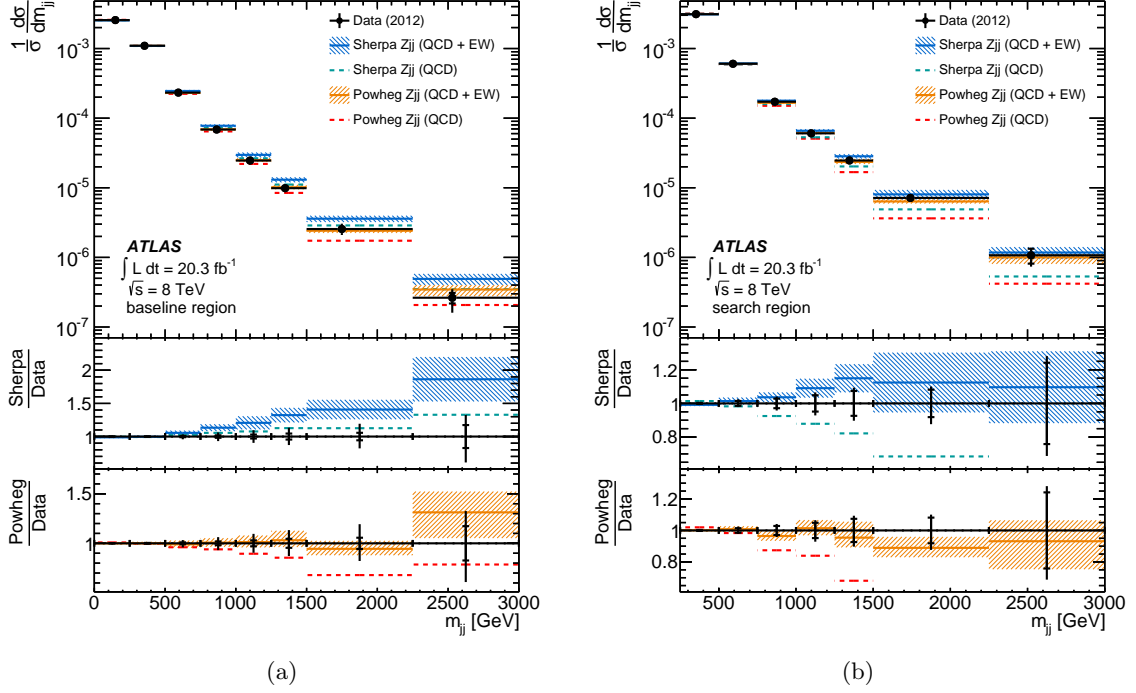 1/σ dσ/dm_jj
10⁻³
10⁻⁴
10⁻⁵
10⁻⁶
10⁻⁷
Data (2012)
Sherpa Zjj (QCD + EW)
Sherpa Zjj (QCD)
Powheg Zjj (QCD + EW)
Powheg Zjj (QCD)
ATLAS
∫ L dt = 20.3 fb⁻¹
√s = 8 TeV
baseline region
Sherpa
Data
2
1.5
1
Powheg
Data
1.5
1
0 500 1000 1500 2000 2500 3000
m_jj [GeV]
(a)
1/σ dσ/dm_jj
10⁻³
10⁻⁴
10⁻⁵
10⁻⁶
10⁻⁷
Data (2012)
Sherpa Zjj (QCD + EW)
Sherpa Zjj (QCD)
Powheg Zjj (QCD + EW)
Powheg Zjj (QCD)
ATLAS
∫ L dt = 20.3 fb⁻¹
√s = 8 TeV
search region
Sherpa
Data
1.2
1
0.8
Powheg
Data
1.2
1
0.8
500 1000 1500 2000 2500 3000
m_jj [GeV]
(b)